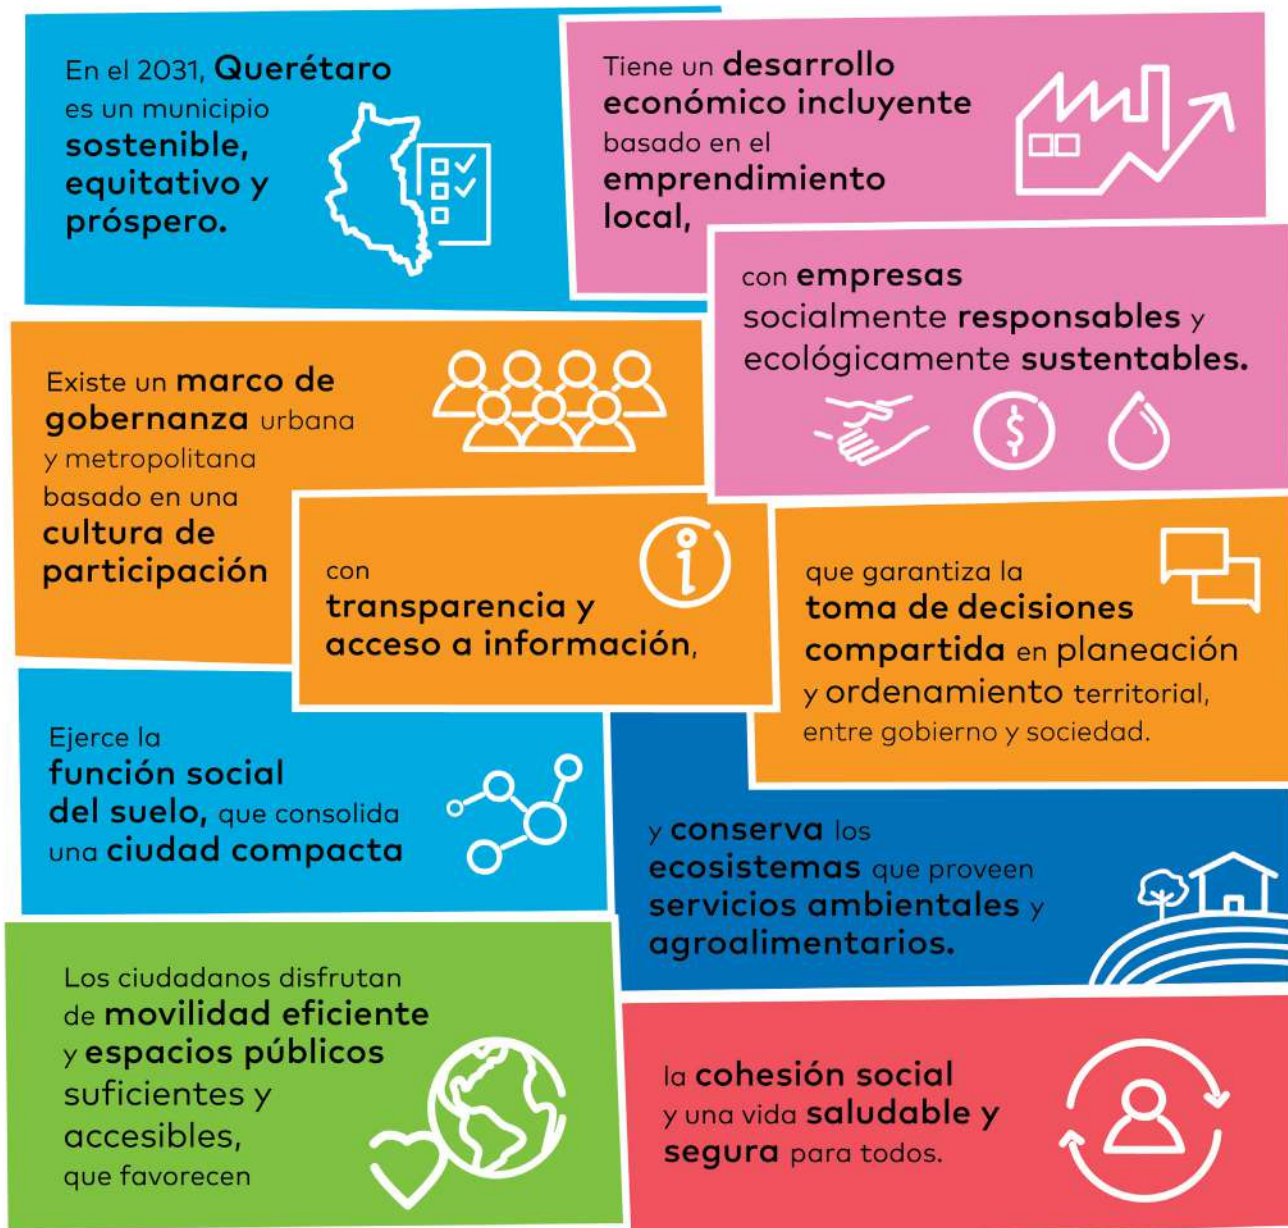 En el 2031, Querétaro
es un municipio
sostenible,
equitativo y
próspero.
Tiene un desarrollo
económico incluyente
basado en el
emprendimiento
local,
con empresas
socialmente responsables y
ecológicamente sustentables.
Existe un marco de
gobernanza urbana
y metropolitana
basado en una
cultura de
participación
con
transparencia y
acceso a información,
que garantiza la
toma de decisiones
compartida en planeación
y ordenamiento territorial,
entre gobierno y sociedad.
Ejerce la
función social
del suelo, que consolida
una ciudad compacta
y conserva los
ecosistemas que proveen
servicios ambientales y
agroalimentarios.
Los ciudadanos disfrutan
de movilidad eficiente
y espacios públicos
suficientes y
accesibles,
que favorecen
la cohesión social
y una vida saludable y
segura para todos.